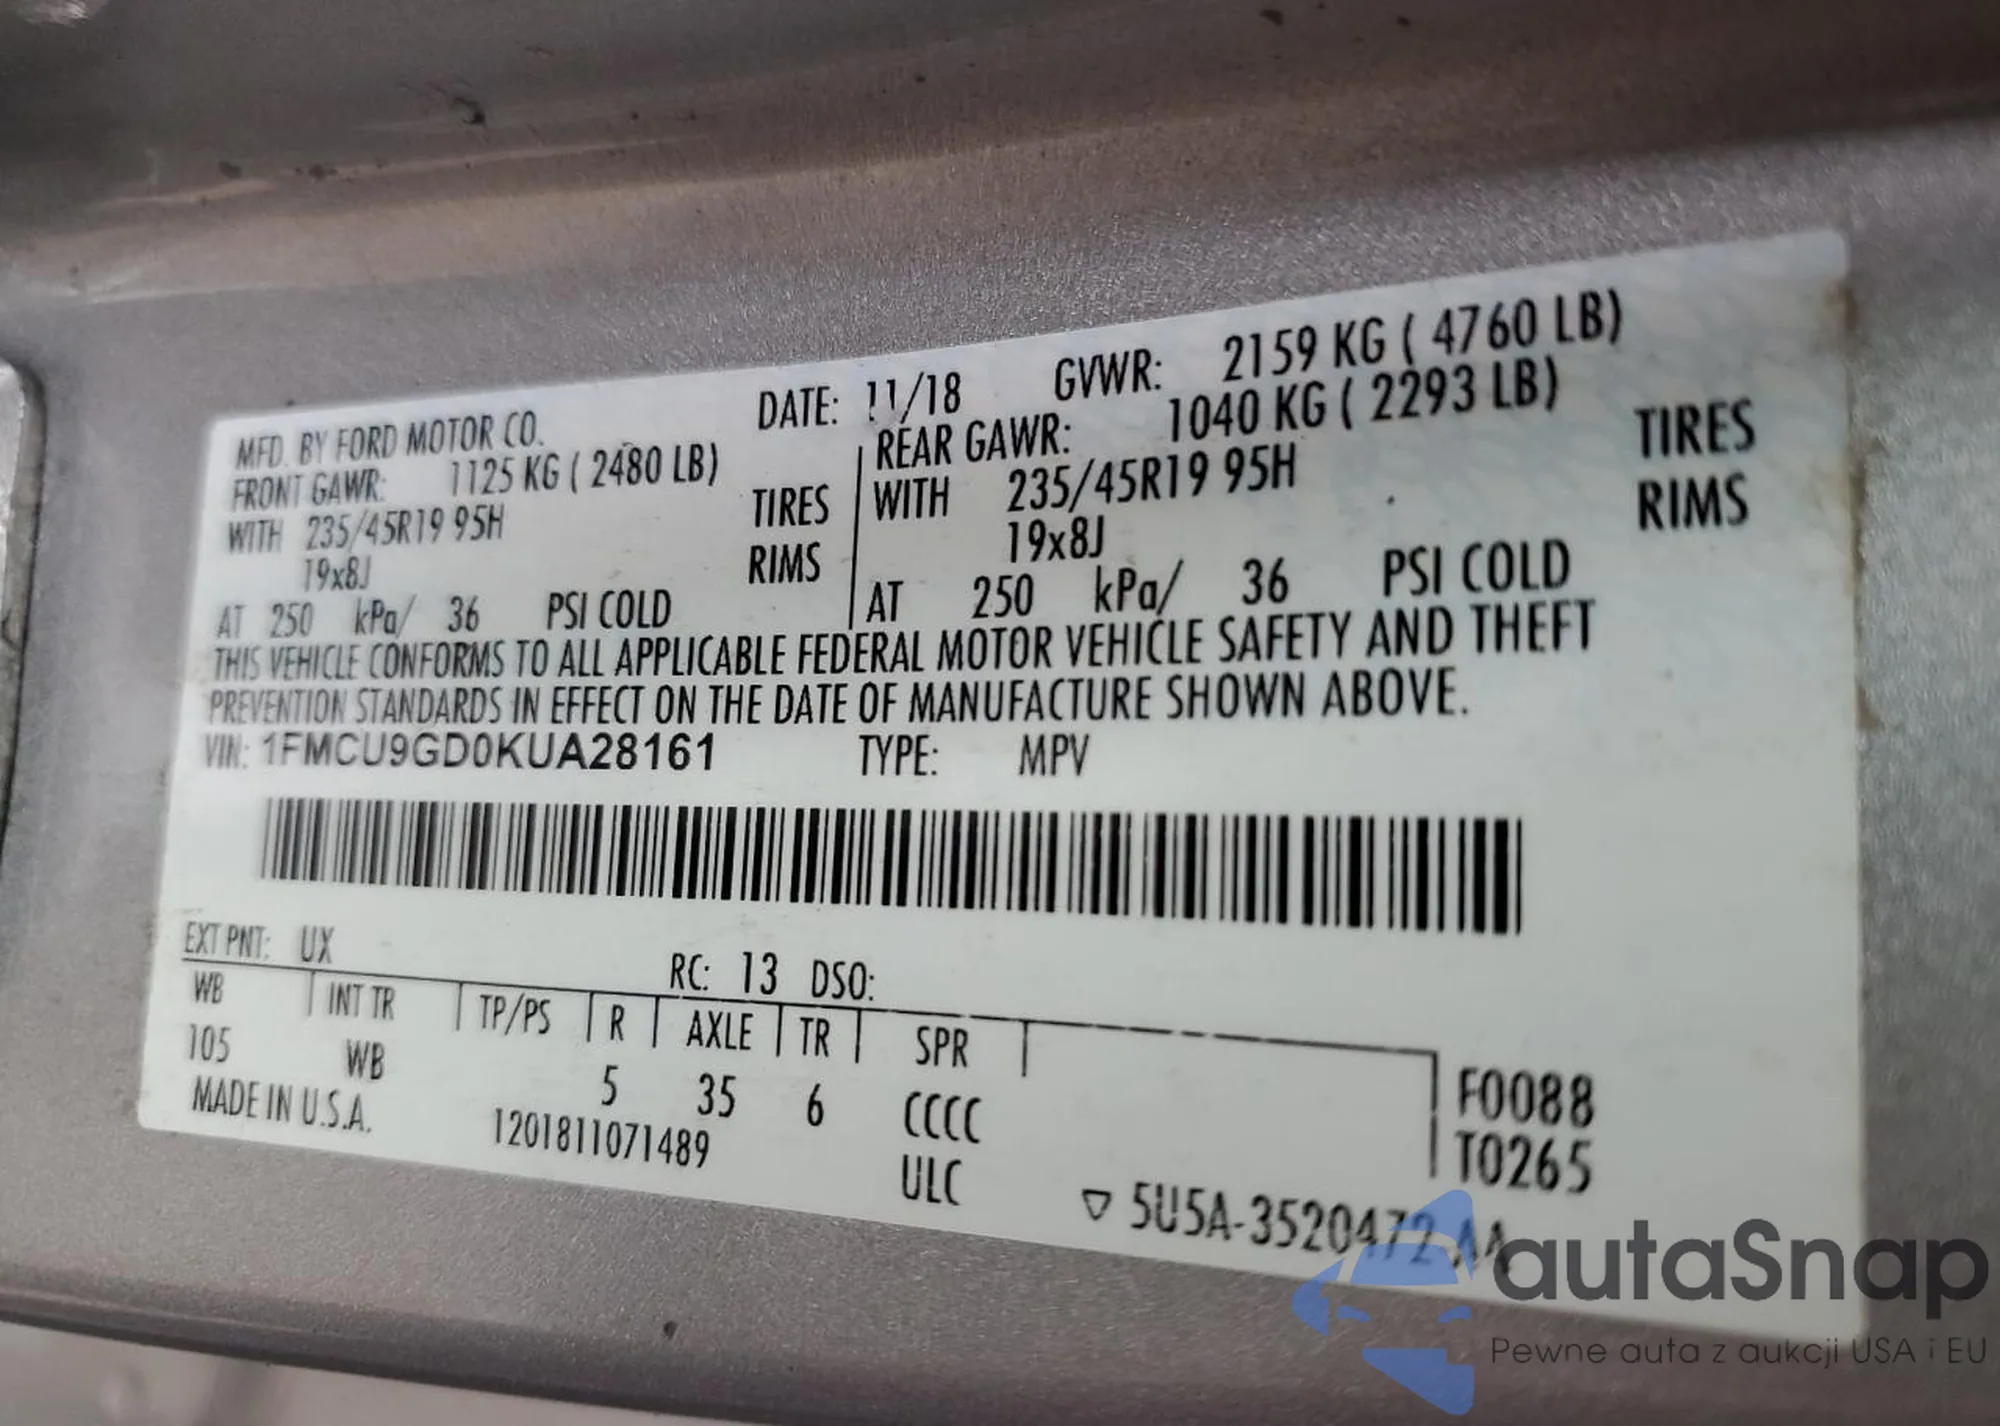 MFD. BY FORD MOTOR CO. DATE: 11/18 GVWR: 2159 KG ( 4760 LB)
FRONT GAWR: 1125 KG ( 2480 LB) REAR GAWR: 1040 KG ( 2293 LB)
WITH 235/45R19 95H TIRES WITH 235/45R19 95H TIRES
19x8J RIMS 19x8J RIMS
AT 250 kPa/ 36 PSI COLD AT 250 kPa/ 36 PSI COLD
THIS VEHICLE CONFORMS TO ALL APPLICABLE FEDERAL MOTOR VEHICLE SAFETY AND THEFT
PREVENTION STANDARDS IN EFFECT ON THE DATE OF MANUFACTURE SHOWN ABOVE.
VIN: 1FMCU9GD0KUA28161 TYPE: MPV
EXT PNT: UX RC: 13 DSO:
WB INT TR TP/PS R AXLE TR SPR
105 WB 5 35 6 CCCC F0088
MADE IN U.S.A. 1201811071489 ULC T0265
▽ 5U5A-3520472-AA
autaSnap
Pewne auta z aukcji USA i EU